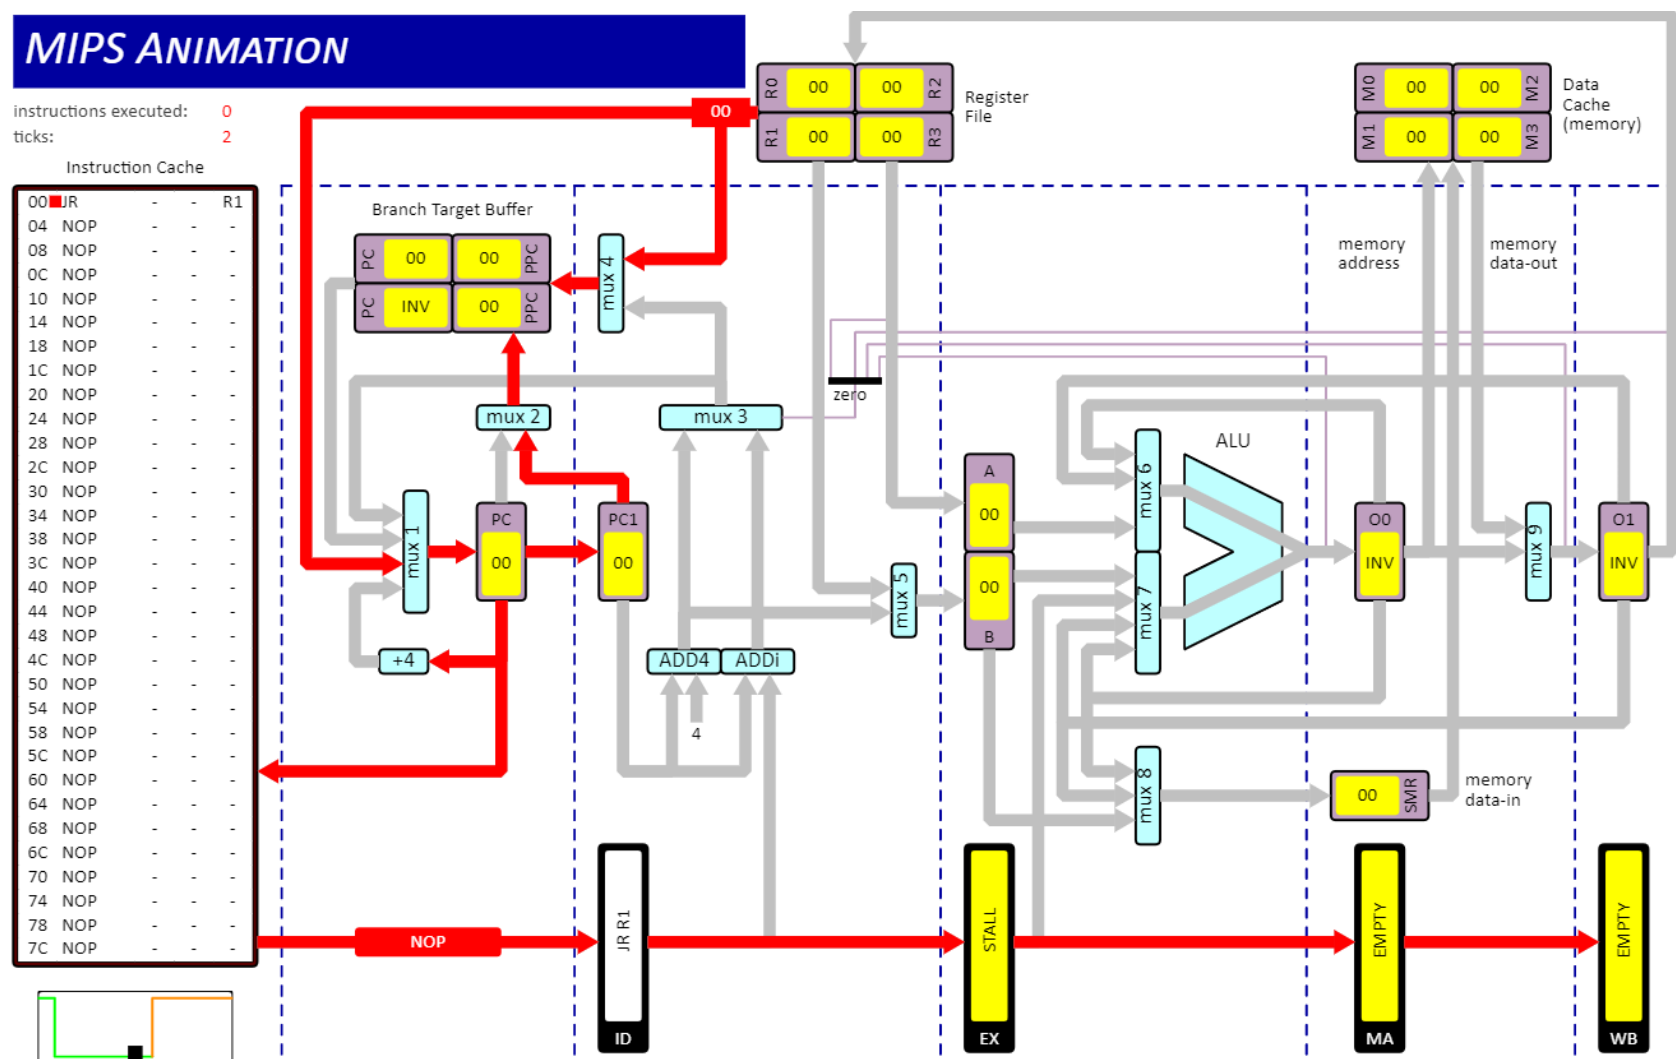 MIPS ANIMATION
instructions executed: 0
ticks: 2
Instruction Cache
00 JR - - R1
04 NOP - - -
08 NOP - - -
0C NOP - - -
10 NOP - - -
14 NOP - - -
18 NOP - - -
1C NOP - - -
20 NOP - - -
24 NOP - - -
28 NOP - - -
2C NOP - - -
30 NOP - - -
34 NOP - - -
38 NOP - - -
3C NOP - - -
40 NOP - - -
44 NOP - - -
48 NOP - - -
4C NOP - - -
50 NOP - - -
54 NOP - - -
58 NOP - - -
5C NOP - - -
60 NOP - - -
64 NOP - - -
68 NOP - - -
6C NOP - - -
70 NOP - - -
74 NOP - - -
78 NOP - - -
7C NOP - - -
00
R0 00 00 R2
R1 00 00 R3
Register
File
M0 00 00 M2
M1 00 00 M3
Data
Cache
(memory)
Branch Target Buffer
PC 00 00 PPC
PC INV 00 PPC
mux 4
memory
address
memory
data-out
zero
mux 2
mux 3
mux 1
PC
00
PC1
00
+4
ADD4
ADDi
4
mux 5
A
00
00
B
mux 6
mux 7
ALU
mux 8
O0
INV
mux 9
O1
INV
00 SMR
memory
data-in
NOP
JR R1
ID
STALL
EX
EMPTY
MA
EMPTY
WB